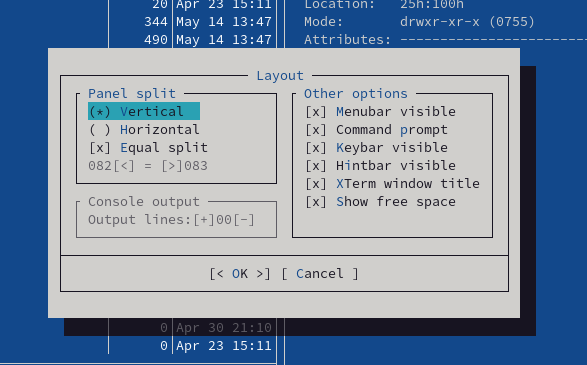 20 Apr 23 15:11 Location: 25h:100h
344 May 14 13:47 Mode: drwxr-xr-x (0755)
490 May 14 13:47 Attributes: ------------------------
Layout
Panel split
(*) Vertical
( ) Horizontal
[x] Equal split
082[<] = [>]083
Console output
Output lines:[+]00[-]
Other options
[x] Menubar visible
[x] Command prompt
[x] Keybar visible
[x] Hintbar visible
[x] XTerm window title
[x] Show free space
[< OK >] [ Cancel ]
0 Apr 30 21:10
0 Apr 23 15:11